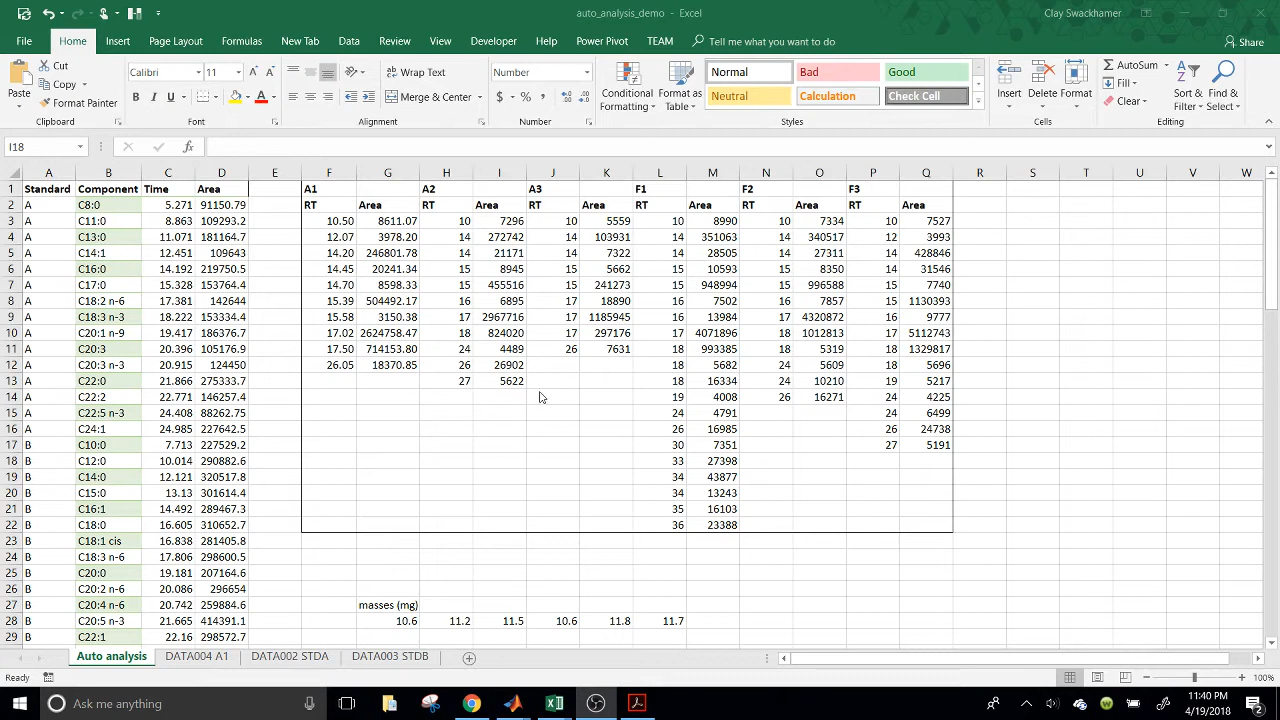 auto_analysis_demo - Excel
Clay Swackhamer
File Home Insert Page Layout Formulas New Tab Data Review View Developer Help Power Pivot TEAM Tell me what you want to do Share
Paste Cut Copy Format Painter
Calibri 11
B I U
Wrap Text
Merge & Center
Number
$ % ,
Conditional Formatting Format as Table
Normal Bad Good
Neutral Calculation Check Cell
Insert Delete Format
AutoSum Fill Clear
Sort & Filter Find & Select
Clipboard Font Alignment Number Styles Cells Editing
I18 fx
A B C D E F G H I J K L M N O P Q R S T U V W
1 Standard Component Time Area A1 A2 A3 F1 F2 F3
2 A C8:0 5.271 91150.79 RT Area RT Area RT Area RT Area RT Area RT Area
3 A C11:0 8.863 109293.2 10.50 8611.07 10 7296 10 5559 10 8990 10 7334 10 7527
4 A C13:0 11.071 181164.7 12.07 3978.20 14 272742 14 103931 14 351063 14 340517 12 3993
5 A C14:1 12.451 109643 14.20 246801.78 14 21171 14 7322 14 28505 14 27311 14 428846
6 A C16:0 14.192 219750.5 14.45 20241.34 15 8945 15 5662 15 10593 15 8350 14 31546
7 A C17:0 15.328 153764.4 14.70 8598.33 15 455516 15 241273 15 948994 15 996588 15 7740
8 A C18:2 n-6 17.381 142644 15.39 504492.17 16 6895 17 18890 16 7502 16 7857 15 1130393
9 A C18:3 n-3 18.222 153334.4 15.58 3150.38 17 2967716 17 1185945 16 13984 17 4320872 16 9777
10 A C20:1 n-9 19.417 186376.7 17.02 2624758.47 18 824020 17 297176 17 4071896 18 1012813 17 5112743
11 A C20:3 20.396 105176.9 17.50 714153.80 24 4489 26 7631 18 993385 18 5319 18 1329817
12 A C20:3 n-3 20.915 124450 26.05 18370.85 26 26902 18 5682 24 5609 18 5696
13 A C22:0 21.866 275333.7 27 5622 18 16334 24 10210 19 5217
14 A C22:2 22.771 146257.4 19 4008 26 16271 24 4225
15 A C22:5 n-3 24.408 88262.75 24 4791 24 6499
16 A C24:1 24.985 227642.5 26 16985 26 24738
17 B C10:0 7.713 227529.2 30 7351 27 5191
18 B C12:0 10.014 290882.6 33 27398
19 B C14:0 12.121 320517.8 34 43877
20 B C15:0 13.13 301614.4 34 13243
21 B C16:1 14.492 289467.3 35 16103
22 B C18:0 16.605 310652.7 36 23388
23 B C18:1 cis 16.838 281405.8
24 B C18:3 n-6 17.806 298600.5
25 B C20:0 19.181 207164.6
26 B C20:2 n-6 20.086 296654
27 B C20:4 n-6 20.742 259884.6 masses (mg)
28 B C20:5 n-3 21.665 414391.1 10.6 11.2 11.5 10.6 11.8 11.7
29 B C22:1 22.16 298572.7
Auto analysis DATA004 A1 DATA002 STDA DATA003 STDB
Ready 100%
Ask me anything
11:40 PM
4/19/2018